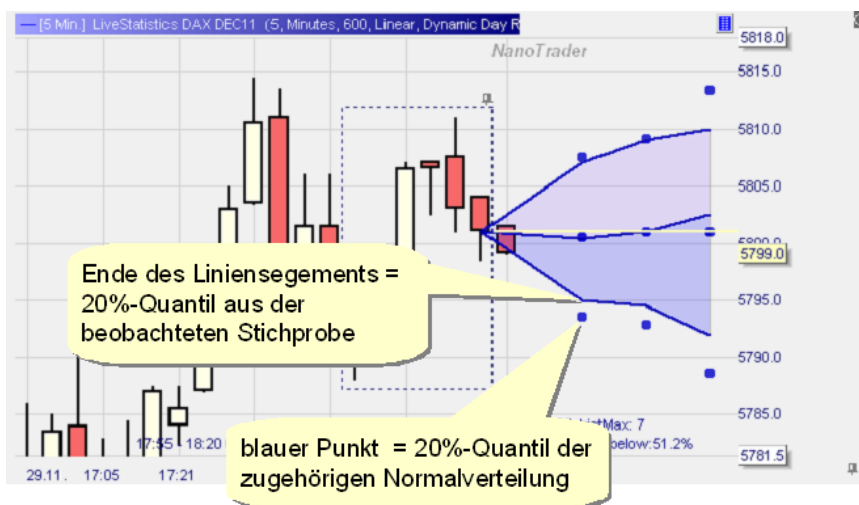 [5 Min.] LiveStatistics DAX DEC11 (5, Minutes, 600, Linear, Dynamic Day R
NanoTrader
5818.0
5815.0
5810.0
5805.0
5799.0
5795.0
5790.0
5785.0
5781.5
Ende des Liniensegements =
20%-Quantil aus der
beobachteten Stichprobe
ListMax: 7
below:51.2%
17:55 - 18:20
blauer Punkt = 20%-Quantil der
zugehörigen Normalverteilung
29.11. 17:05 17:21